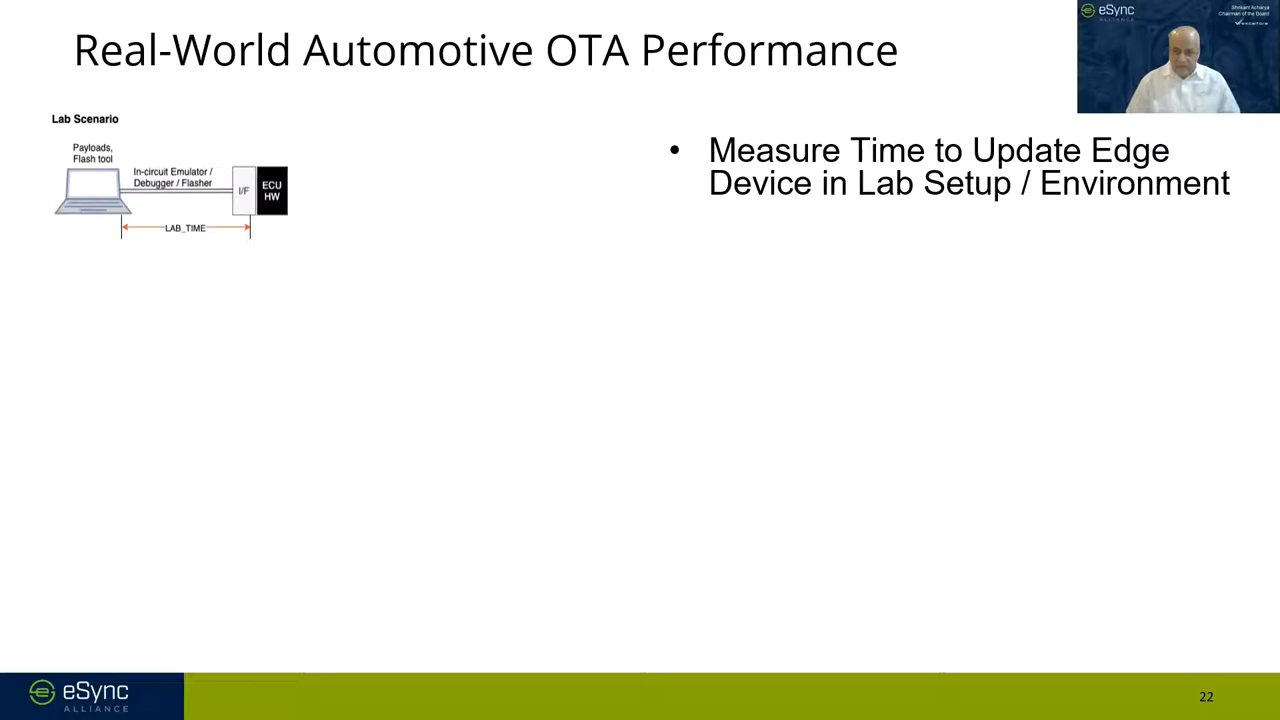 Real-World Automotive OTA Performance
eSync
ALLIANCE
Shrikant Acharya
Chairman of the Board
excelfore
Lab Scenario
Payloads,
Flash tool
In-circuit Emulator /
Debugger / Flasher
I/F
ECU
HW
LAB_TIME
• Measure Time to Update Edge
Device in Lab Setup / Environment
eSync
ALLIANCE
22